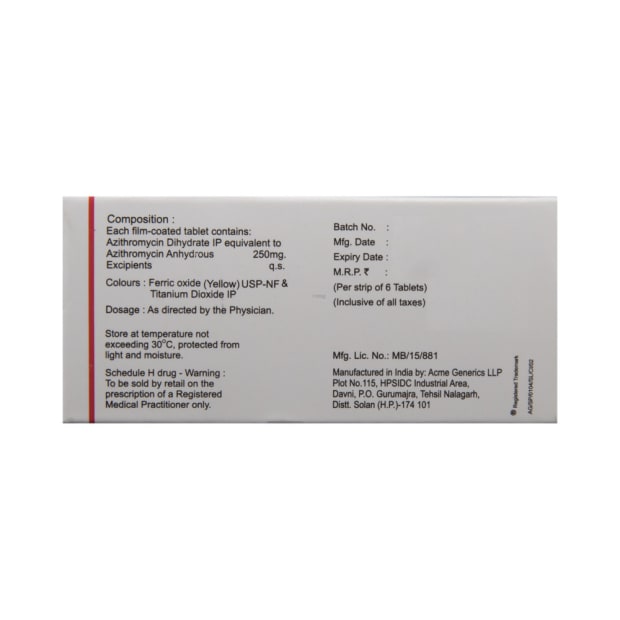 Composition :
Each film-coated tablet contains:
Azithromycin Dihydrate IP equivalent to
Azithromycin Anhydrous 250mg.
Excipients q.s.
Colours : Ferric oxide (Yellow) USP-NF &
Titanium Dioxide IP
Dosage : As directed by the Physician.
Store at temperature not
exceeding 30°C, protected from
light and moisture.
Schedule H drug - Warning :
To be sold by retail on the
prescription of a Registered
Medical Practitioner only.
Batch No. :
Mfg. Date :
Expiry Date :
M.R.P. ₹ :
(Per strip of 6 Tablets)
(Inclusive of all taxes)
Mfg. Lic. No.: MB/15/881
Manufactured in India by: Acme Generics LLP
Plot No.115, HPSIDC Industrial Area,
Davni, P.O. Gurumajra, Tehsil Nalagarh,
Distt. Solan (H.P.)-174 101
® Registered Trademark